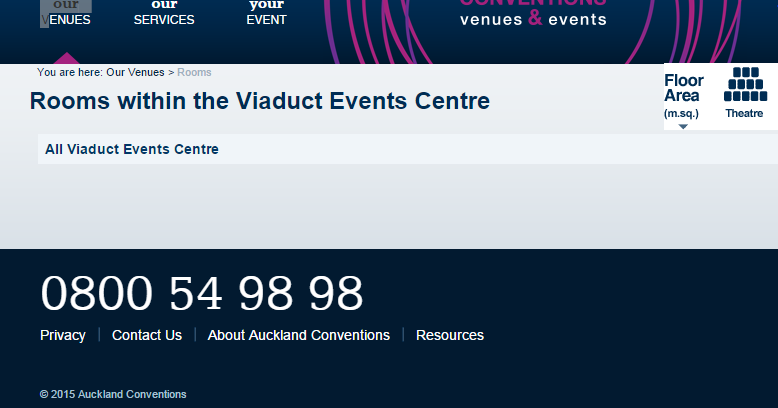 our our your
VENUES SERVICES EVENT
CONVENTIONS
venues & events
You are here: Our Venues > Rooms
Rooms within the Viaduct Events Centre
Floor
Area
(m.sq.) Theatre
All Viaduct Events Centre
0800 54 98 98
Privacy | Contact Us | About Auckland Conventions | Resources
© 2015 Auckland Conventions